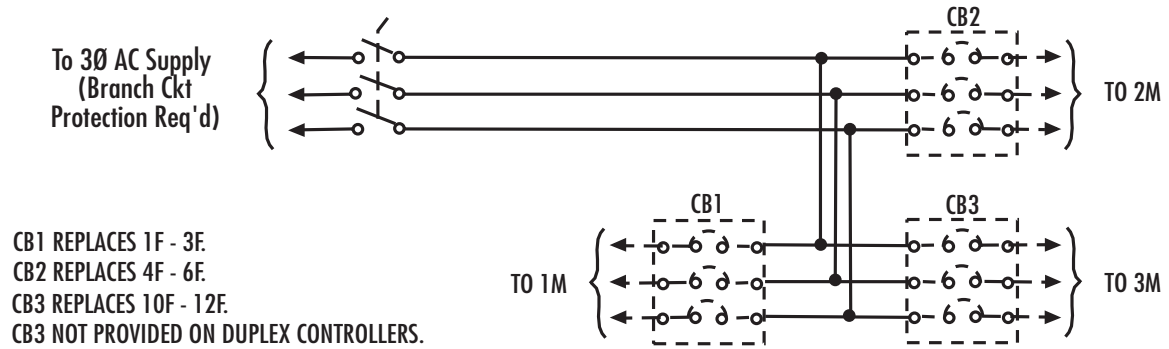 CB2
To 3Ø AC Supply
(Branch Ckt
Protection Req'd)
TO 2M
CB1
CB3
CB1 REPLACES 1F - 3F.
CB2 REPLACES 4F - 6F.
TO 1M
TO 3M
CB3 REPLACES 10F - 12F.
CB3 NOT PROVIDED ON DUPLEX CONTROLLERS.